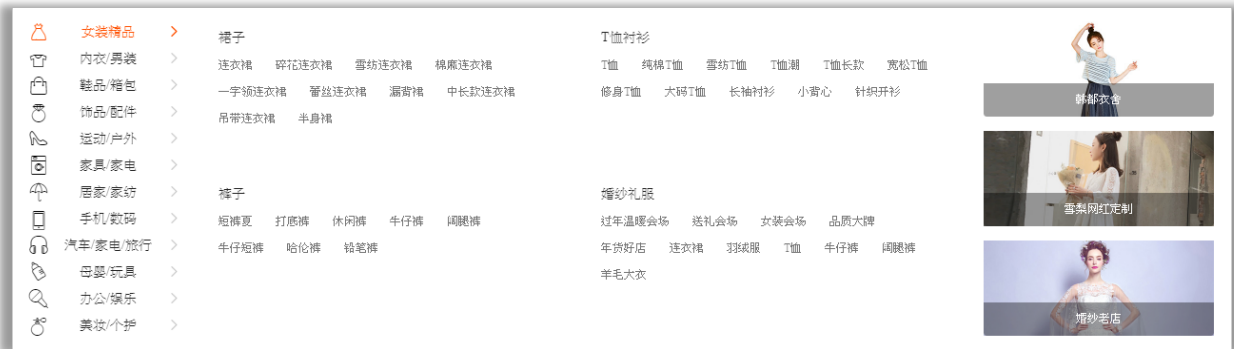 女装精品
内衣/男装
鞋品/箱包
饰品/配件
运动/户外
家具/家电
居家/家纺
手机/数码
汽车/家电/旅行
母婴/玩具
办公/娱乐
美妆/个护
裙子
连衣裙 碎花连衣裙 雪纺连衣裙 棉麻连衣裙
一字领连衣裙 蕾丝连衣裙 漏背裙 中长款连衣裙
吊带连衣裙 半身裙
T恤衬衫
T恤 纯棉T恤 雪纺T恤 T恤潮 T恤长款 宽松T恤
修身T恤 大码T恤 长袖衬衫 小背心 针织开衫
裤子
短裤夏 打底裤 休闲裤 牛仔裤 阔腿裤
牛仔短裤 哈伦裤 铅笔裤
婚纱礼服
过年温暖会场 送礼会场 女装会场 品质大牌
年货好店 连衣裙 羽绒服 T恤 牛仔裤 阔腿裤
羊毛大衣
韩都衣舍
雪梨网红定制
婚纱老店